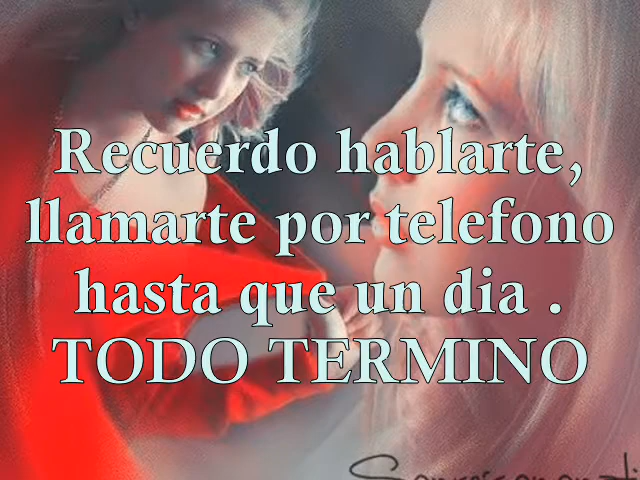 Recuerdo hablarte,
llamarte por telefono
hasta que un dia .
TODO TERMINO